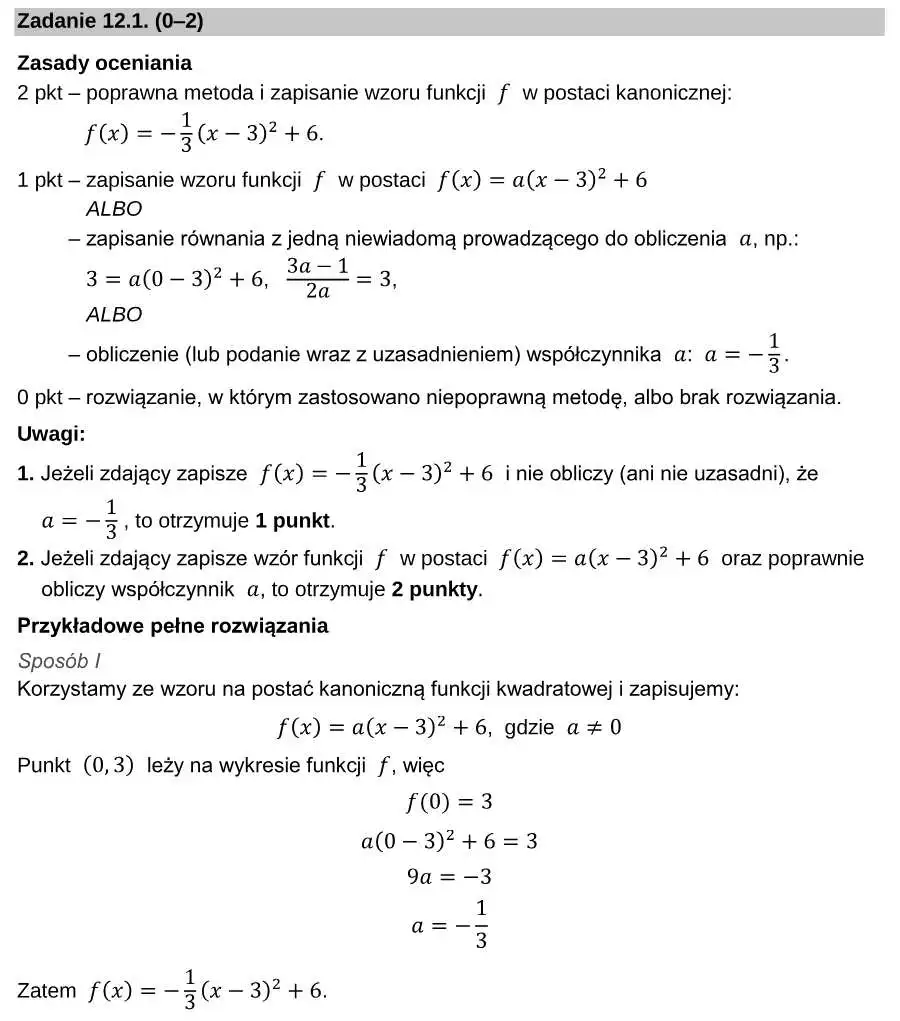 Zadanie 12.1. (0–2)
Zasady oceniania
2 pkt – poprawna metoda i zapisanie wzoru funkcji f w postaci kanonicznej:
f(x) = −1/3(x − 3)² + 6.
1 pkt – zapisanie wzoru funkcji f w postaci f(x) = a(x − 3)² + 6
ALBO
– zapisanie równania z jedną niewiadomą prowadzącego do obliczenia a, np.:
3 = a(0 − 3)² + 6, (3a − 1)/2a = 3,
ALBO
– obliczenie (lub podanie wraz z uzasadnieniem) współczynnika a: a = −1/3.
0 pkt – rozwiązanie, w którym zastosowano niepoprawną metodę, albo brak rozwiązania.
Uwagi:
1. Jeżeli zdający zapisze f(x) = −1/3(x − 3)² + 6 i nie obliczy (ani nie uzasadni), że
a = −1/3, to otrzymuje 1 punkt.
2. Jeżeli zdający zapisze wzór funkcji f w postaci f(x) = a(x − 3)² + 6 oraz poprawnie
obliczy współczynnik a, to otrzymuje 2 punkty.
Przykładowe pełne rozwiązania
Sposób I
Korzystamy ze wzoru na postać kanoniczną funkcji kwadratowej i zapisujemy:
f(x) = a(x − 3)² + 6, gdzie a ≠ 0
Punkt (0, 3) leży na wykresie funkcji f, więc
f(0) = 3
a(0 − 3)² + 6 = 3
9a = −3
a = −1/3
Zatem f(x) = −1/3(x − 3)² + 6.